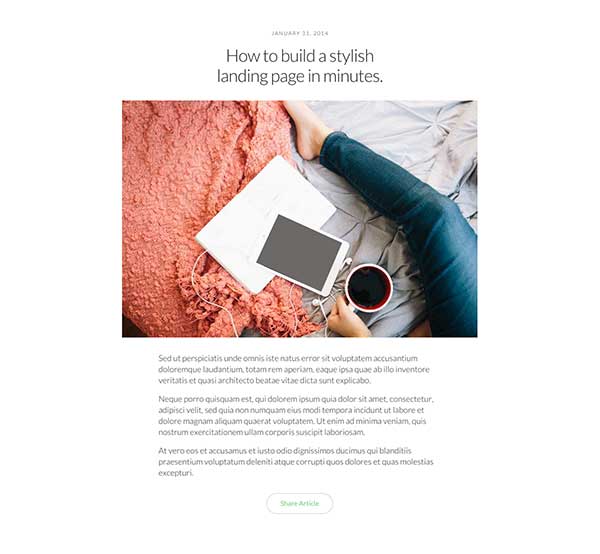 JANUARY 31, 2014
How to build a stylish
landing page in minutes.
Sed ut perspiciatis unde omnis iste natus error sit voluptatem accusantium
doloremque laudantium, totam rem aperiam, eaque ipsa quae ab illo inventore
veritatis et quasi architecto beatae vitae dicta sunt explicabo.
Neque porro quisquam est, qui dolorem ipsum quia dolor sit amet, consectetur,
adipisci velit, sed quia non numquam eius modi tempora incidunt ut labore et
dolore magnam aliquam quaerat voluptatem. Ut enim ad minima veniam, quis
nostrum exercitationem ullam corporis suscipit laboriosam.
At vero eos et accusamus et iusto odio dignissimos ducimus qui blanditiis
praesentium voluptatum deleniti atque corrupti quos dolores et quas molestias
excepturi.
Share Article